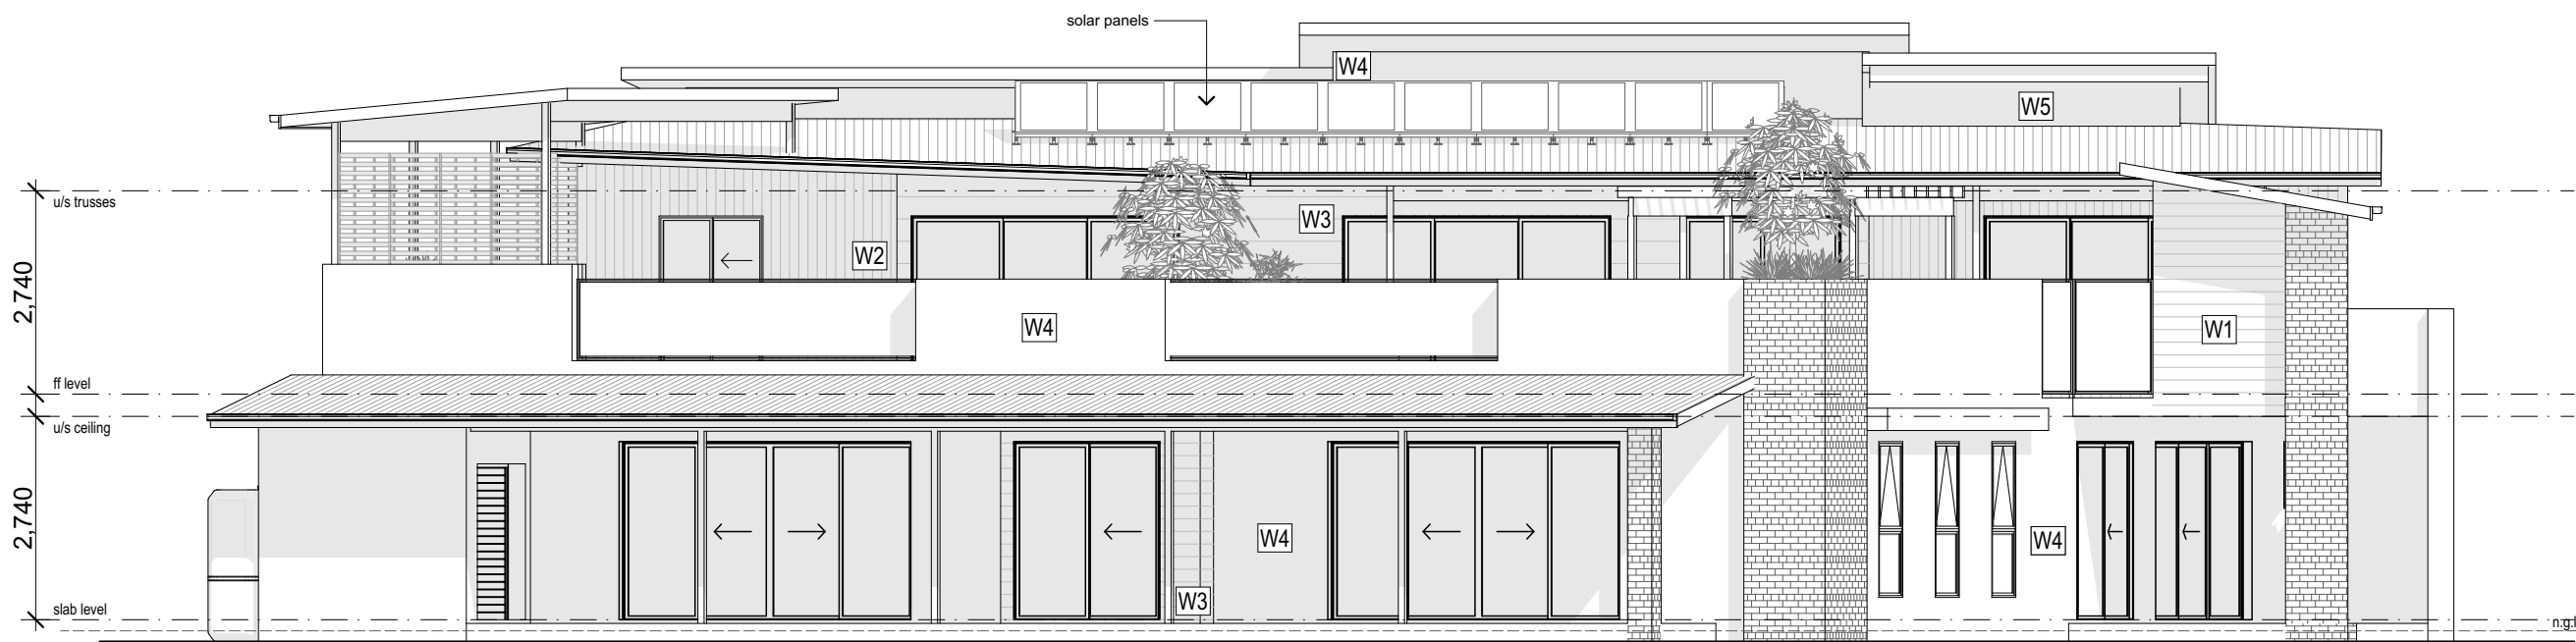 solar panels
W4
W5
u/s trusses
W3
W2
2,740
W4
W1
ff level
u/s ceiling
2,740
W4
W4
W3
slab level
n.g.l